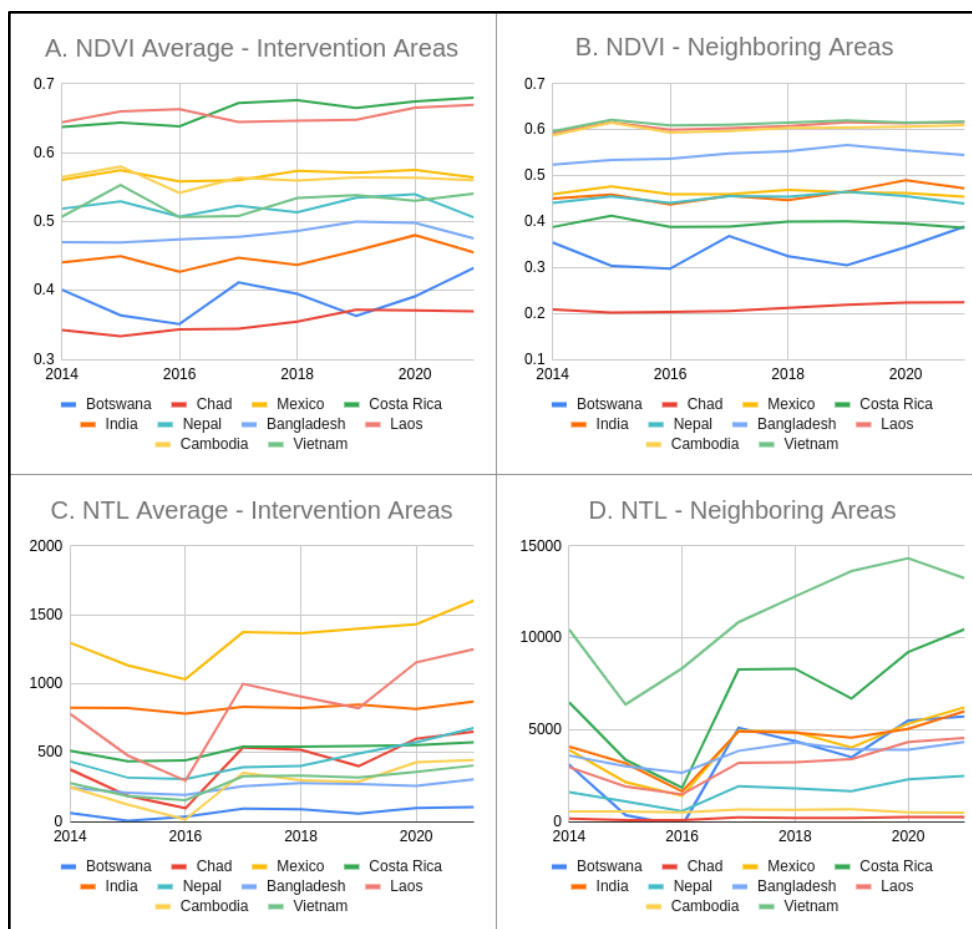 A. NDVI Average - Intervention Areas
0.7
0.6
0.5
0.4
0.3
2014 2016 2018 2020
Botswana Chad Mexico Costa Rica
India Nepal Bangladesh Laos
Cambodia Vietnam
B. NDVI - Neighboring Areas
0.7
0.6
0.5
0.4
0.3
0.2
0.1
2014 2016 2018 2020
Botswana Chad Mexico Costa Rica
India Nepal Bangladesh Laos
Cambodia Vietnam
C. NTL Average - Intervention Areas
2000
1500
1000
500
0
2014 2016 2018 2020
Botswana Chad Mexico Costa Rica
India Nepal Bangladesh Laos
Cambodia Vietnam
D. NTL - Neighboring Areas
15000
10000
5000
0
2014 2016 2018 2020
Botswana Chad Mexico Costa Rica
India Nepal Bangladesh Laos
Cambodia Vietnam